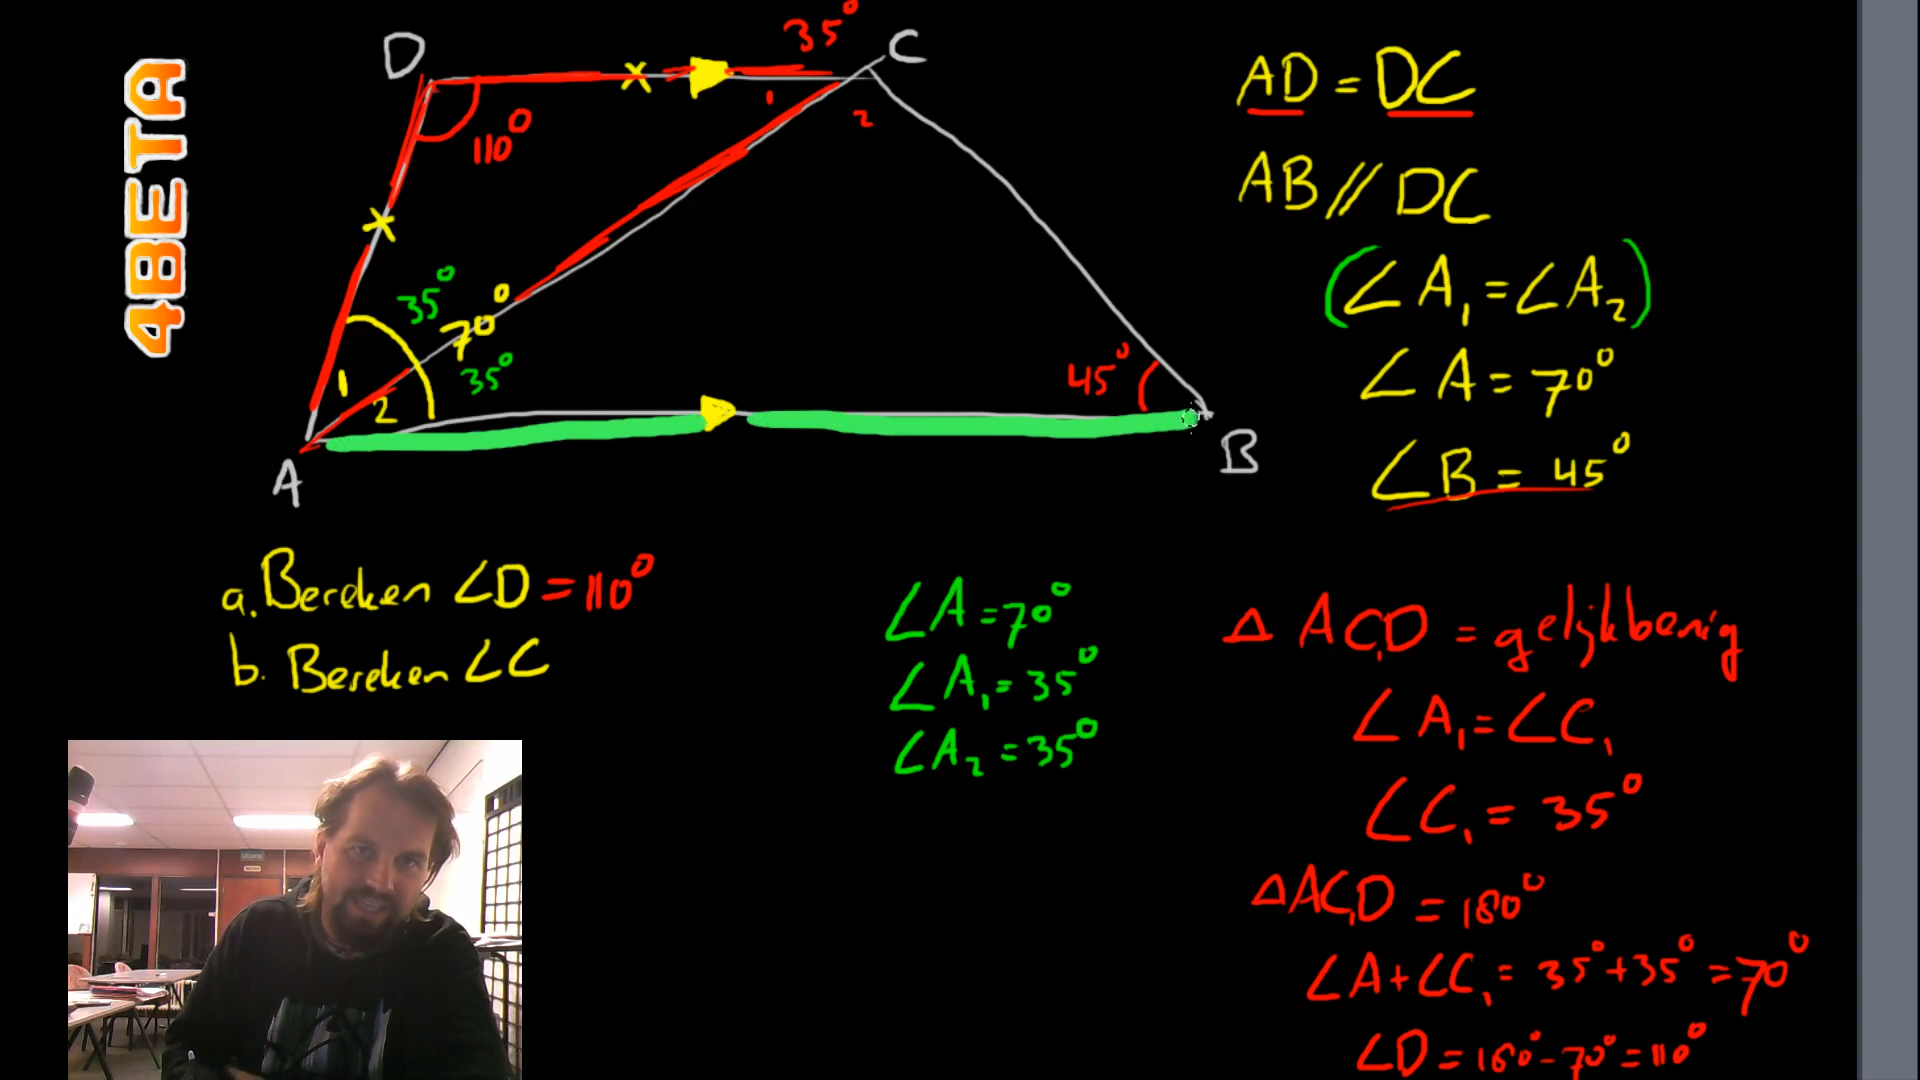 4BETA
D
C
35°
x
1
2
110°
x
35°
70°
35°
1
2
45°
A
B
AD = DC
AB // DC
(∠A₁ = ∠A₂)
∠A = 70°
∠B = 45°
a. Bereken ∠D = 110°
b. Bereken ∠C
∠A = 70°
∠A₁ = 35°
∠A₂ = 35°
△ AC₁D = gelijkbenig
∠A₁ = ∠C₁
∠C₁ = 35°
△AC₁D = 180°
∠A + ∠C₁ = 35° + 35° = 70°
∠D = 180° - 70° = 110°